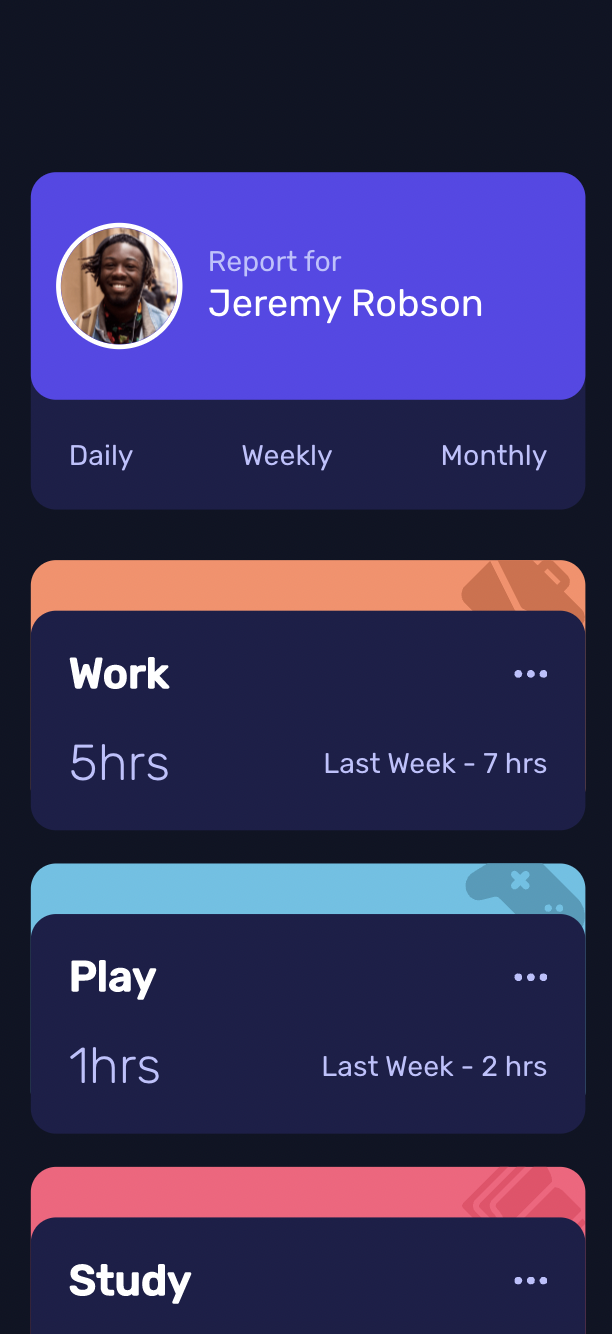 Report for
Jeremy Robson
Daily Weekly Monthly
Work
5hrs Last Week - 7 hrs
Play
1hrs Last Week - 2 hrs
Study